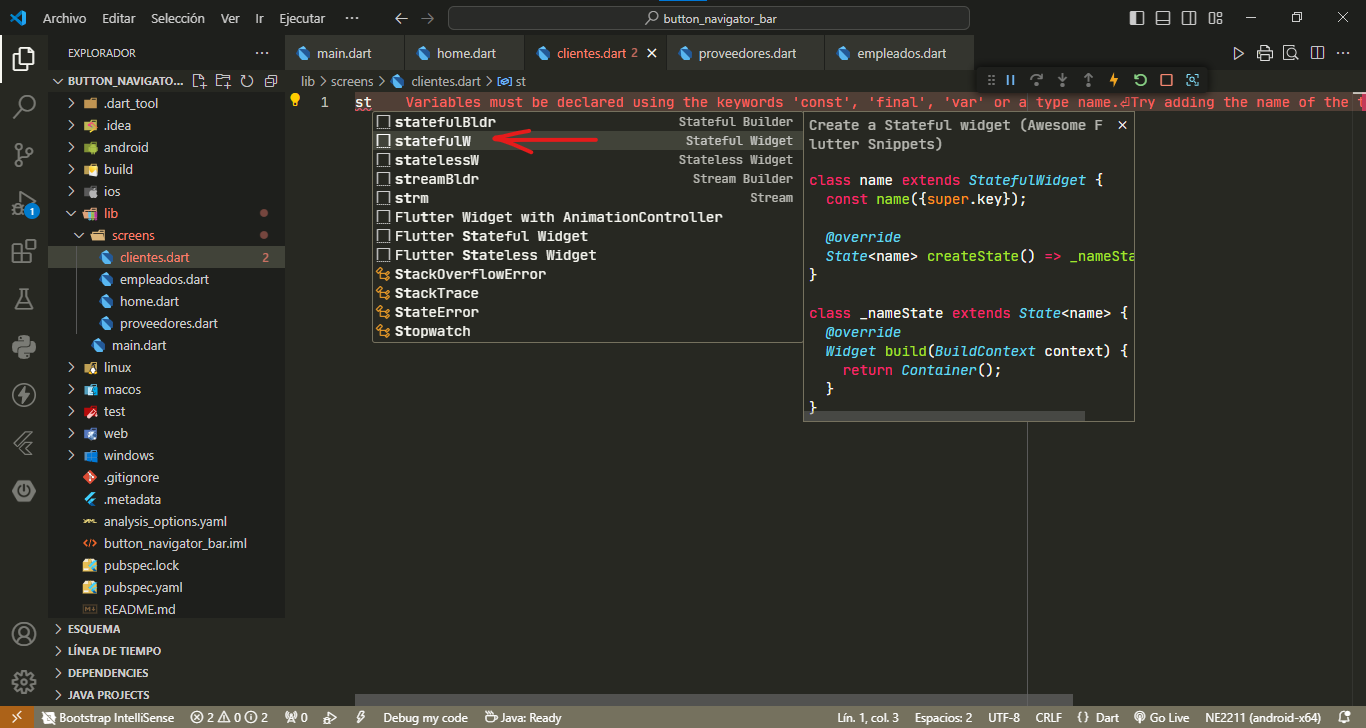 Archivo Editar Selección Ver Ir Ejecutar ··· button_navigator_bar
EXPLORADOR ···
main.dart home.dart clientes.dart 2 proveedores.dart empleados.dart
BUTTON_NAVIGATO...
lib > screens > clientes.dart > st
1 st Variables must be declared using the keywords 'const', 'final', 'var' or a type name.⏎Try adding the name of the t
.dart_tool
.idea
android
build
ios
lib
screens
clientes.dart 2
empleados.dart
home.dart
proveedores.dart
main.dart
linux
macos
test
web
windows
.gitignore
.metadata
analysis_options.yaml
button_navigator_bar.iml
pubspec.lock
pubspec.yaml
README.md
ESQUEMA
LÍNEA DE TIEMPO
DEPENDENCIES
JAVA PROJECTS
1
statefulBldr Stateful Builder
statefulW Stateful Widget
statelessW Stateless Widget
streamBldr Stream Builder
strm Stream
Flutter Widget with AnimationController
Flutter Stateful Widget
Flutter Stateless Widget
StackOverflowError
StackTrace
StateError
Stopwatch
Create a Stateful widget (Awesome F
lutter Snippets)
class name extends StatefulWidget {
const name({super.key});
@override
State<name> createState() => _nameSta
}
class _nameState extends State<name> {
@override
Widget build(BuildContext context) {
return Container();
}
}
Bootstrap IntelliSense 2 0 2 0 Debug my code Java: Ready Lín. 1, col. 3 Espacios: 2 UTF-8 CRLF {} Dart Go Live NE2211 (android-x64)